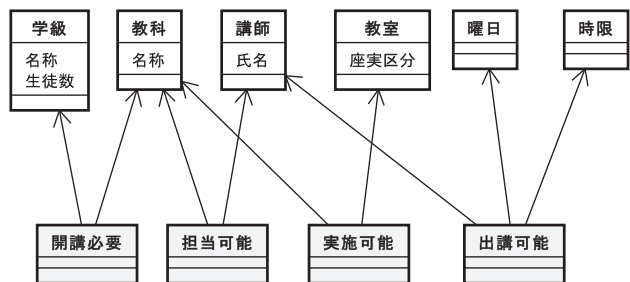 学級
名称
生徒数
教科
名称
講師
氏名
教室
座実区分
曜日
時限
開講必要
担当可能
実施可能
出講可能